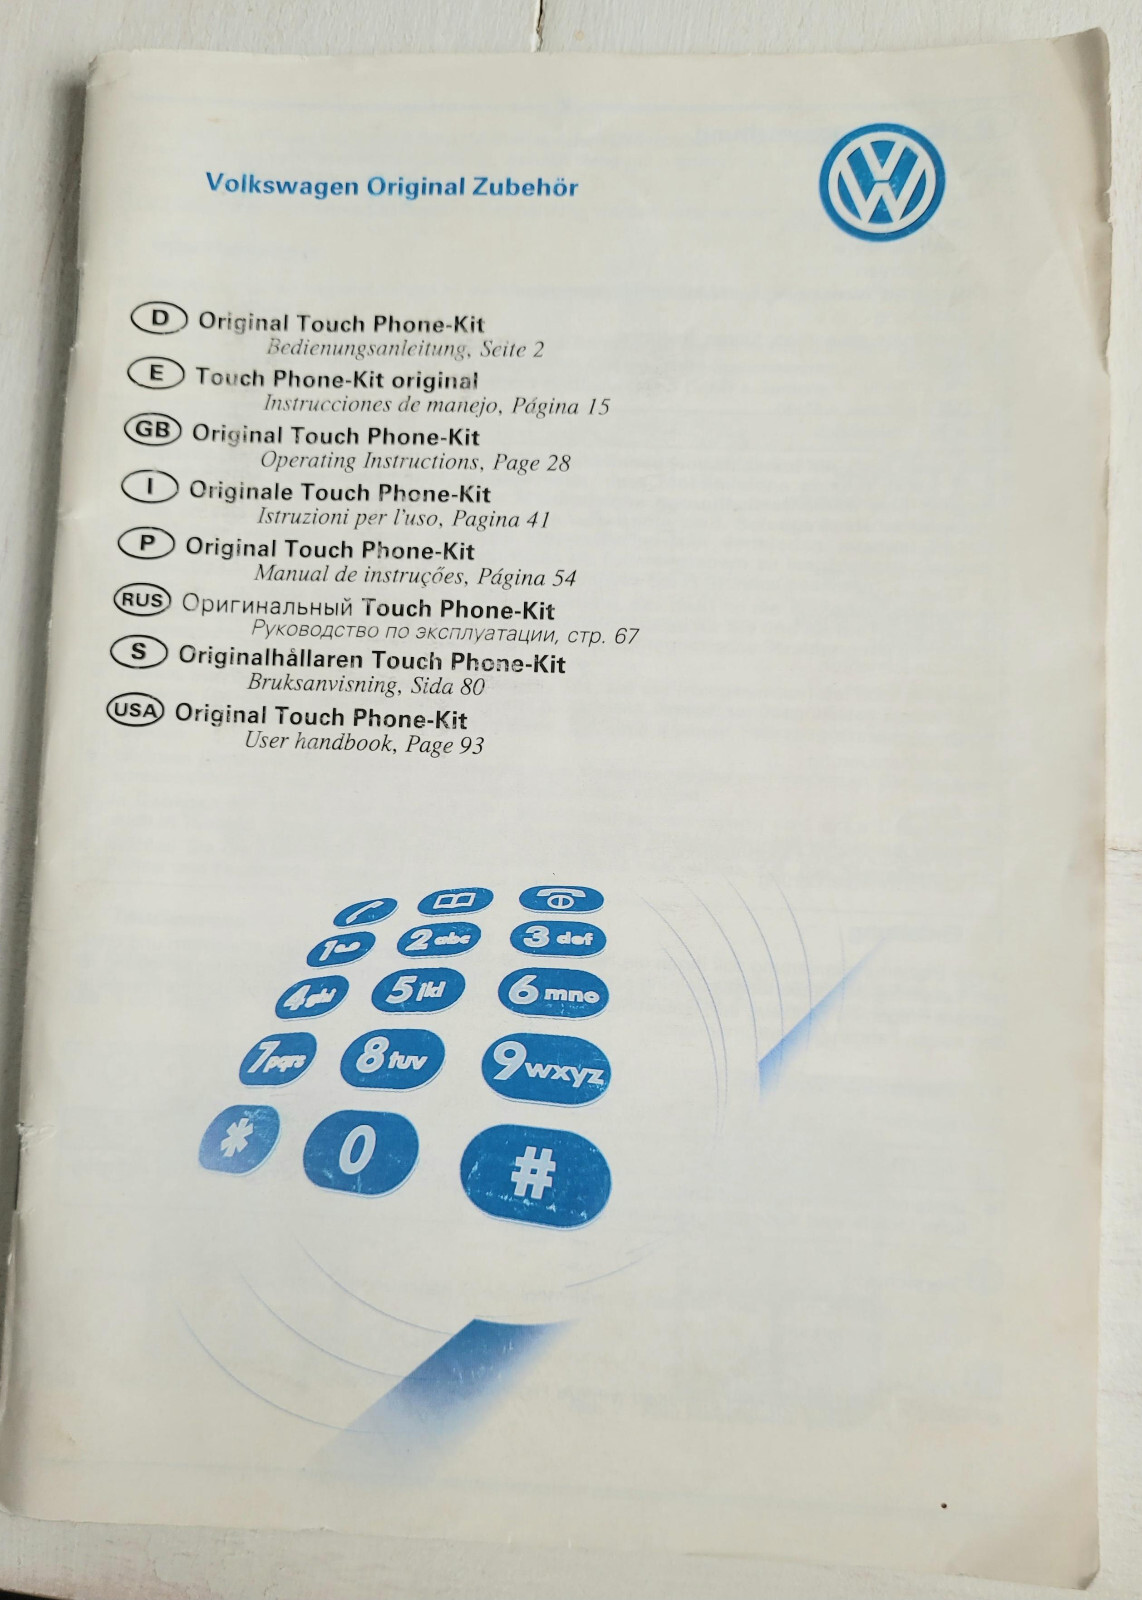 Volkswagen Original Zubehör
VW
D Original Touch Phone-Kit
Bedienungsanleitung, Seite 2
E Touch Phone-Kit original
Instrucciones de manejo, Página 15
GB Original Touch Phone-Kit
Operating Instructions, Page 28
I Originale Touch Phone-Kit
Istruzioni per l'uso, Pagina 41
P Original Touch Phone-Kit
Manual de instruções, Página 54
RUS Оригинальный Touch Phone-Kit
Руководство по эксплуатации, стр. 67
S Originalhållaren Touch Phone-Kit
Bruksanvisning, Sida 80
USA Original Touch Phone-Kit
User handbook, Page 93
1 2 abc 3 def
4 ghi 5 jkl 6 mno
7 pqrs 8 tuv 9 wxyz
* 0 #